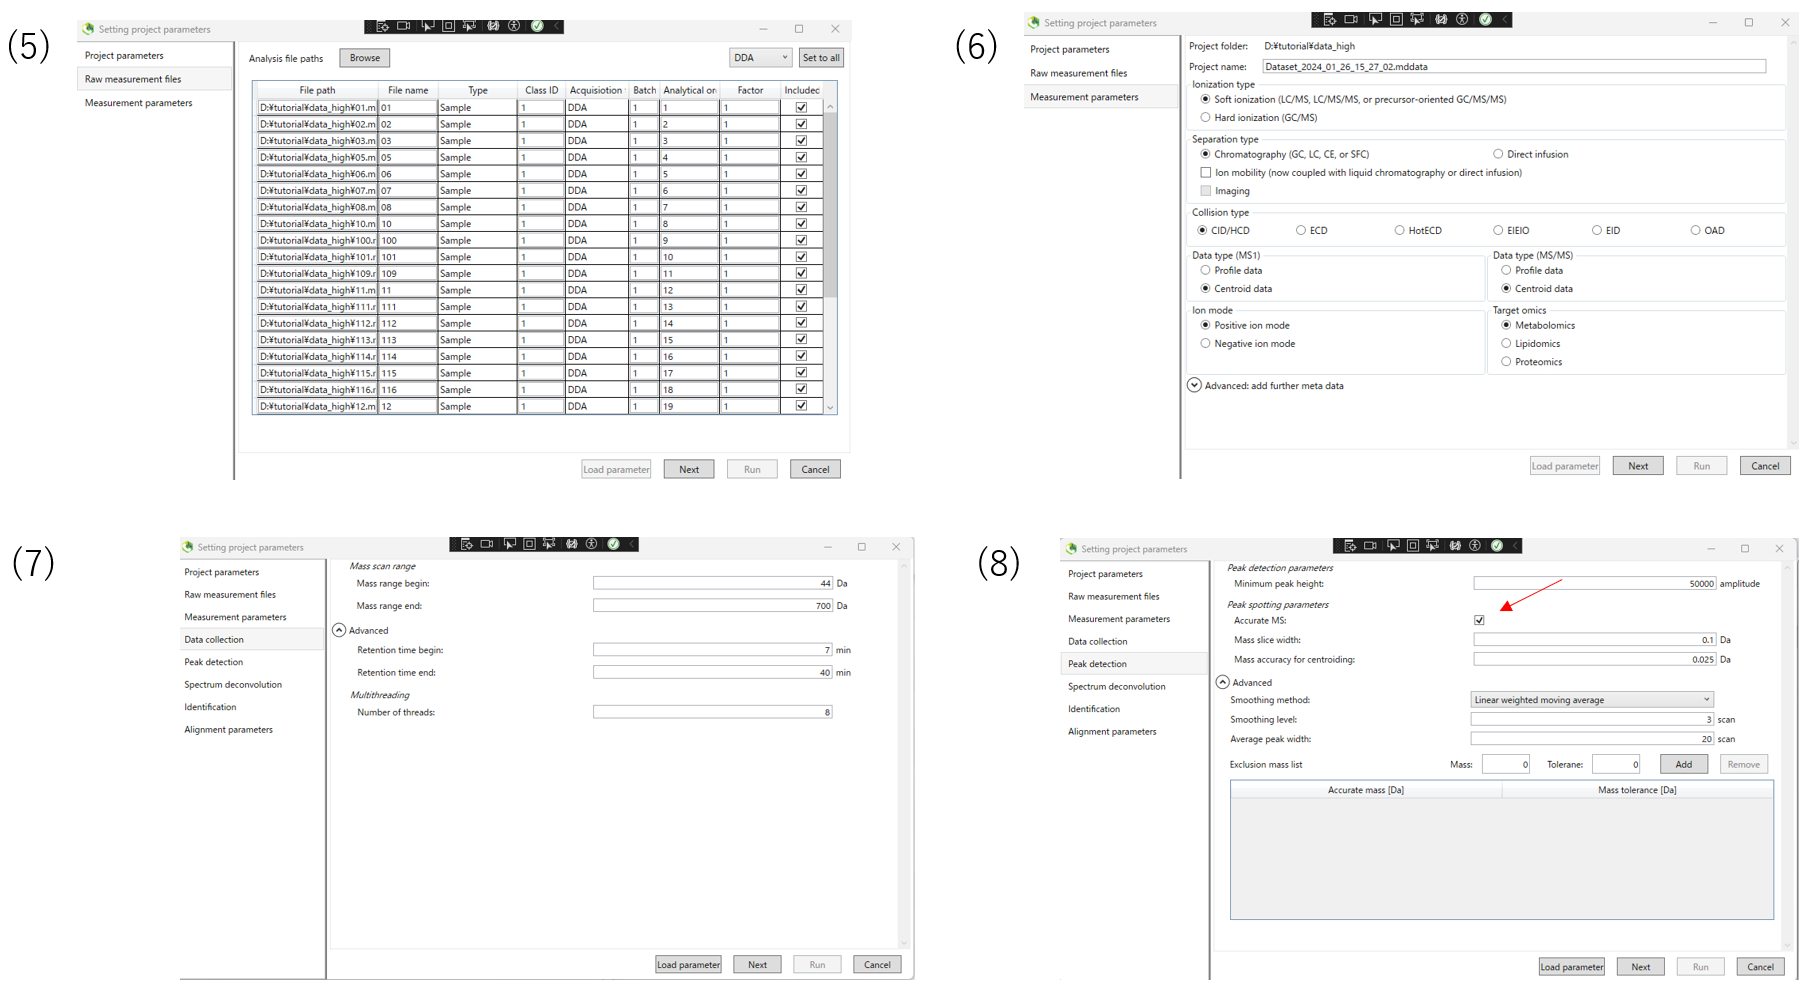 (5)
Setting project parameters
Project parameters
Raw measurement files
Measurement parameters
Analysis file paths Browse DDA Set to all
File path File name Type Class ID Acquisiotion Batch Analytical or Factor Includec
D:¥tutorial¥data_high¥01.m 01 Sample 1 DDA 1 1 1
D:¥tutorial¥data_high¥02.m 02 Sample 1 DDA 1 2 1
D:¥tutorial¥data_high¥03.m 03 Sample 1 DDA 1 3 1
D:¥tutorial¥data_high¥05.m 05 Sample 1 DDA 1 4 1
D:¥tutorial¥data_high¥06.m 06 Sample 1 DDA 1 5 1
D:¥tutorial¥data_high¥07.m 07 Sample 1 DDA 1 6 1
D:¥tutorial¥data_high¥08.m 08 Sample 1 DDA 1 7 1
D:¥tutorial¥data_high¥10.m 10 Sample 1 DDA 1 8 1
D:¥tutorial¥data_high¥100.r 100 Sample 1 DDA 1 9 1
D:¥tutorial¥data_high¥101.r 101 Sample 1 DDA 1 10 1
D:¥tutorial¥data_high¥109.r 109 Sample 1 DDA 1 11 1
D:¥tutorial¥data_high¥11.m 11 Sample 1 DDA 1 12 1
D:¥tutorial¥data_high¥111.r 111 Sample 1 DDA 1 13 1
D:¥tutorial¥data_high¥112.r 112 Sample 1 DDA 1 14 1
D:¥tutorial¥data_high¥113.r 113 Sample 1 DDA 1 15 1
D:¥tutorial¥data_high¥114.r 114 Sample 1 DDA 1 16 1
D:¥tutorial¥data_high¥115.r 115 Sample 1 DDA 1 17 1
D:¥tutorial¥data_high¥116.r 116 Sample 1 DDA 1 18 1
D:¥tutorial¥data_high¥12.m 12 Sample 1 DDA 1 19 1
Load parameter Next Run Cancel
(6)
Setting project parameters
Project parameters
Raw measurement files
Measurement parameters
Project folder: D:¥tutorial¥data_high
Project name: Dataset_2024_01_26_15_27_02.mddata
Ionization type
Soft ionization (LC/MS, LC/MS/MS, or precursor-oriented GC/MS/MS)
Hard ionization (GC/MS)
Separation type
Chromatography (GC, LC, CE, or SFC) Direct infusion
Ion mobility (now coupled with liquid chromatography or direct infusion)
Imaging
Collision type
CID/HCD ECD HotECD EIEIO EID OAD
Data type (MS1) Data type (MS/MS)
Profile data Profile data
Centroid data Centroid data
Ion mode Target omics
Positive ion mode Metabolomics
Negative ion mode Lipidomics
Proteomics
Advanced: add further meta data
Load parameter Next Run Cancel
(7)
Setting project parameters
Project parameters
Raw measurement files
Measurement parameters
Data collection
Peak detection
Spectrum deconvolution
Identification
Alignment parameters
Mass scan range
Mass range begin: 44 Da
Mass range end: 700 Da
Advanced
Retention time begin: 7 min
Retention time end: 40 min
Multithreading
Number of threads: 8
Load parameter Next Run Cancel
(8)
Setting project parameters
Project parameters
Raw measurement files
Measurement parameters
Data collection
Peak detection
Spectrum deconvolution
Identification
Alignment parameters
Peak detection parameters
Minimum peak height: 50000 amplitude
Peak spotting parameters
Accurate MS:
Mass slice width: 0.1 Da
Mass accuracy for centroiding: 0.025 Da
Advanced
Smoothing method: Linear weighted moving average
Smoothing level: 3 scan
Average peak width: 20 scan
Exclusion mass list Mass: 0 Tolerane: 0 Add Remove
Accurate mass [Da] Mass tolerance [Da]
Load parameter Next Run Cancel